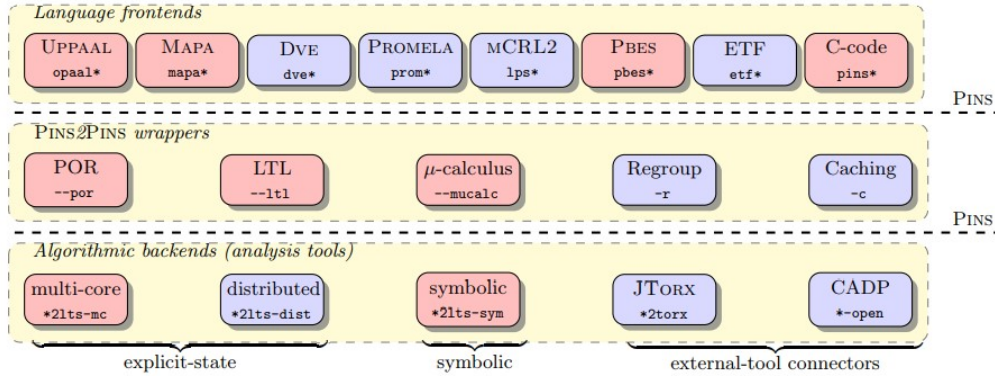 Language frontends
UPPAAL MAPA DVE PROMELA MCRL2 PBES ETF C-code
opaal* mapa* dve* prom* lps* pbes* etf* pins*
PINS
PINS2PINS wrappers
POR LTL μ-calculus Regroup Caching
--por --ltl --mucalc -r -c
PINS
Algorithmic backends (analysis tools)
multi-core distributed symbolic JTORX CADP
*2lts-mc *2lts-dist *2lts-sym *2torx *-open
explicit-state symbolic external-tool connectors